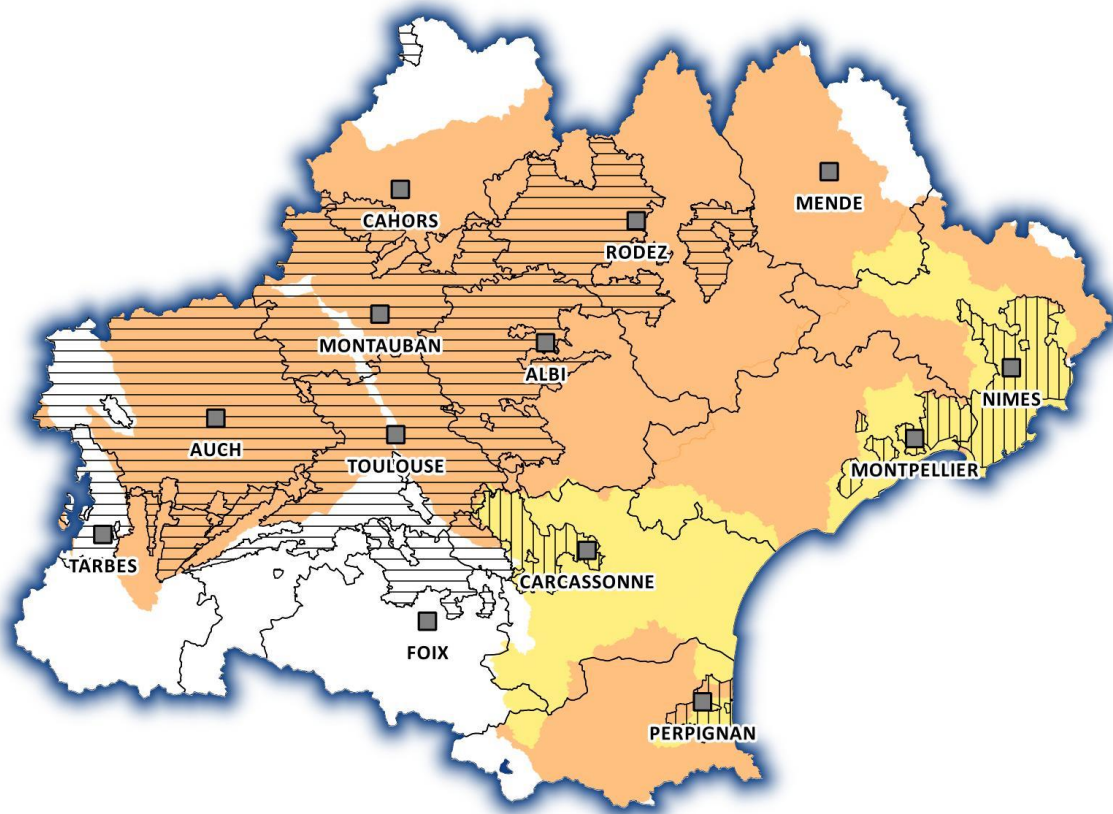 MENDE
CAHORS
RODEZ
MONTAUBAN
ALBI
NIMES
AUCH
TOULOUSE
MONTPELLIER
TARBES
CARCASSONNE
FOIX
PERPIGNAN